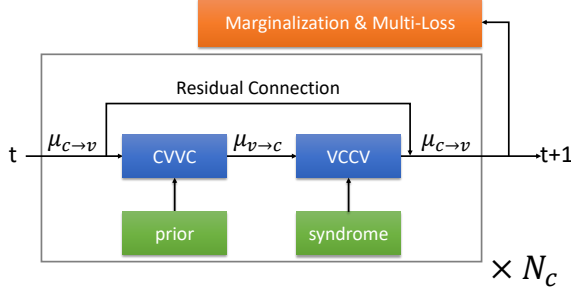 Marginalization & Multi-Loss
Residual Connection
t μc→v CVVC μv→c VCCV μc→v t+1
prior syndrome
× Nc